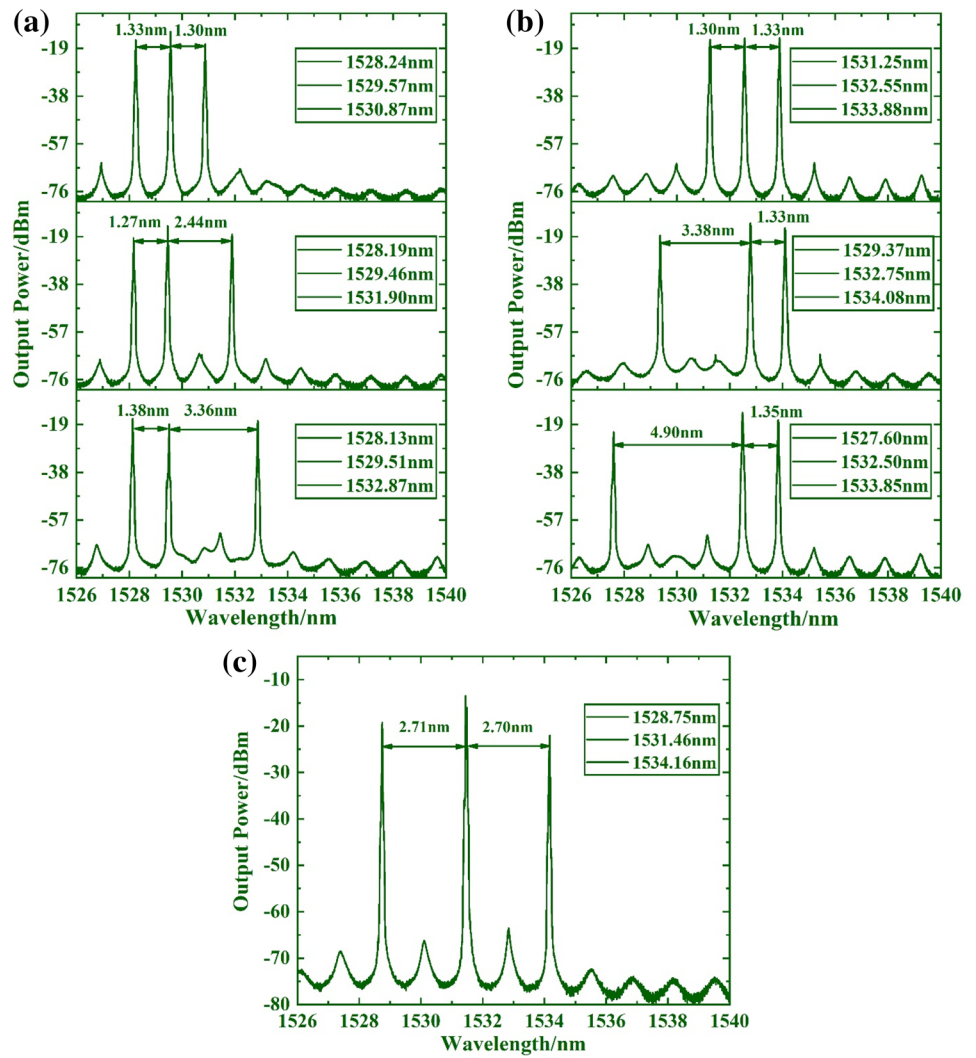 (a)
1.33nm 1.30nm
-19
-38
-57
-76
1528.24nm
1529.57nm
1530.87nm
1.27nm 2.44nm
-19
-38
-57
-76
1528.19nm
1529.46nm
1531.90nm
1.38nm 3.36nm
-19
-38
-57
-76
1528.13nm
1529.51nm
1532.87nm
Output Power/dBm
1526 1528 1530 1532 1534 1536 1538 1540
Wavelength/nm
(b)
1.30nm 1.33nm
-19
-38
-57
-76
1531.25nm
1532.55nm
1533.88nm
3.38nm 1.33nm
-19
-38
-57
-76
1529.37nm
1532.75nm
1534.08nm
4.90nm 1.35nm
-19
-38
-57
-76
1527.60nm
1532.50nm
1533.85nm
Output Power/dBm
1526 1528 1530 1532 1534 1536 1538 1540
Wavelength/nm
(c)
-10
-20
-30
-40
-50
-60
-70
-80
2.71nm 2.70nm
1528.75nm
1531.46nm
1534.16nm
Output Power/dBm
1526 1528 1530 1532 1534 1536 1538 1540
Wavelength/nm